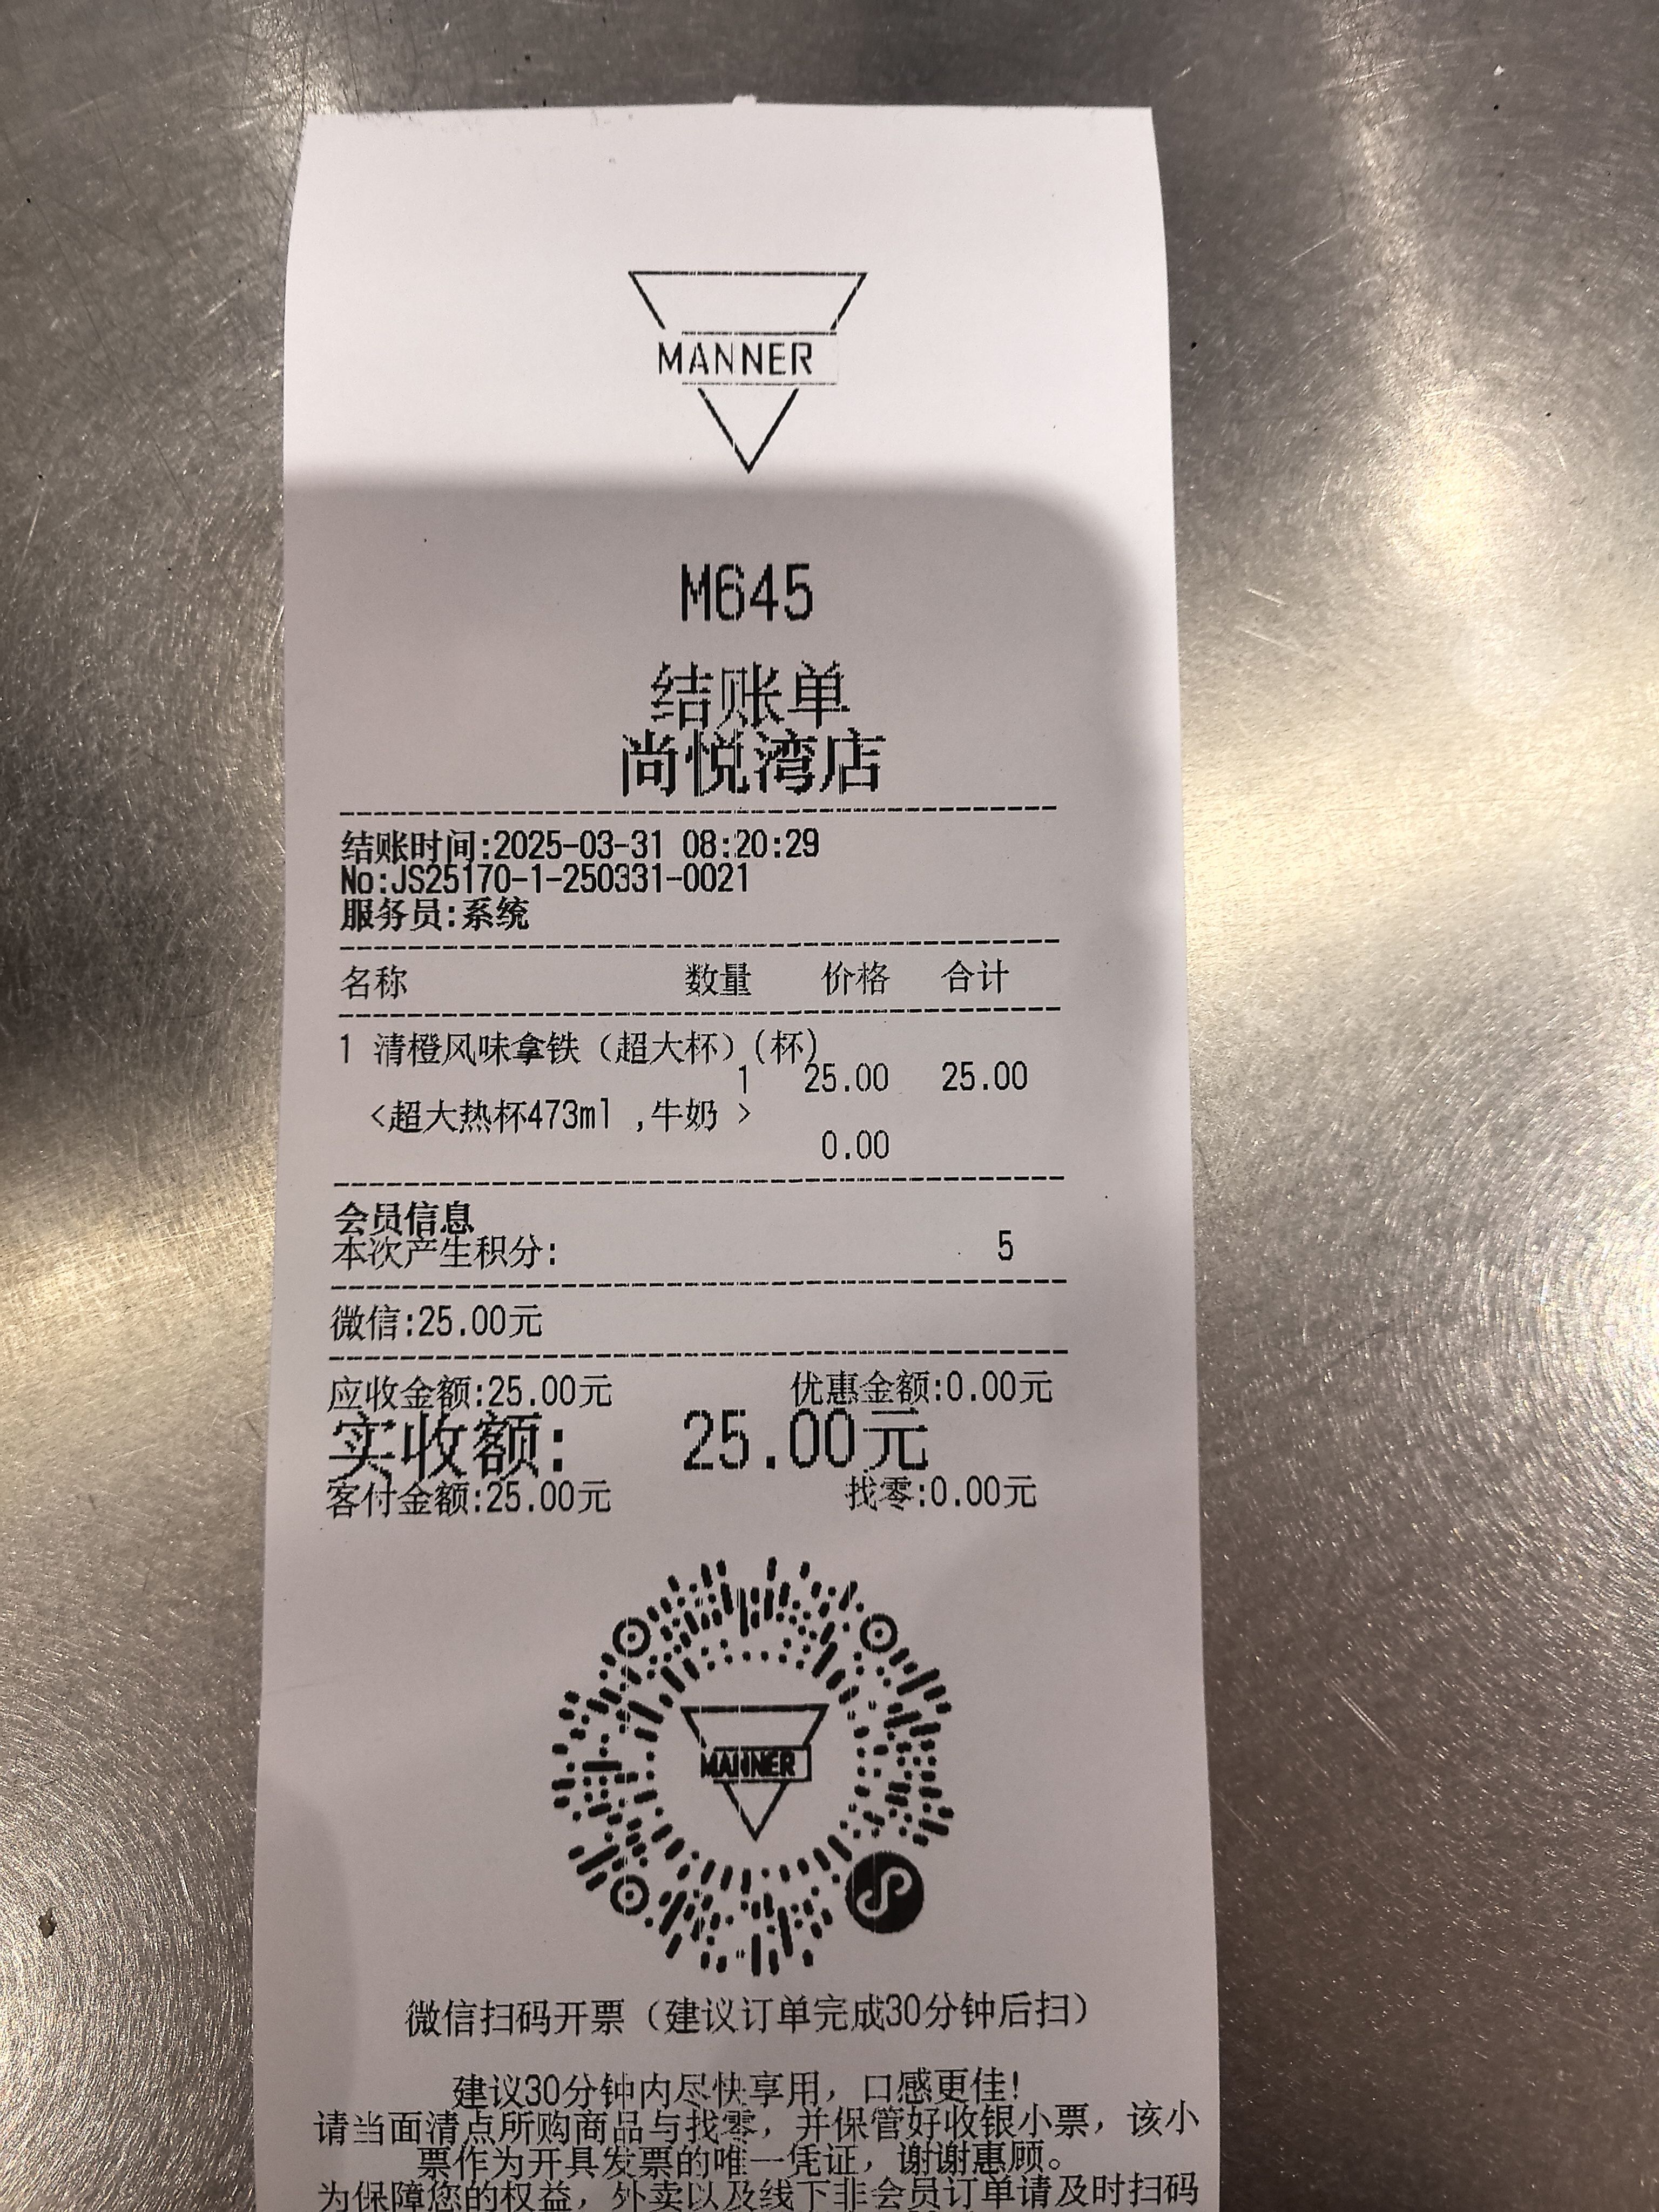 MANNER
M645
结账单
尚悦湾店
结账时间:2025-03-31 08:20:29
No:JS25170-1-250331-0021
服务员:系统
名称 数量 价格 合计
1 清橙风味拿铁（超大杯）(杯)
1 25.00 25.00
<超大热杯473ml ,牛奶 >
0.00
会员信息
本次产生积分: 5
微信:25.00元
应收金额:25.00元 优惠金额:0.00元
实收额: 25.00元
客付金额:25.00元 找零:0.00元
MANNER
微信扫码开票（建议订单完成30分钟后扫）
建议30分钟内尽快享用，口感更佳!
请当面清点所购商品与找零，并保管好收银小票，该小
票作为开具发票的唯一凭证，谢谢惠顾。
为保障您的权益，外卖以及线下非会员订单请及时扫码